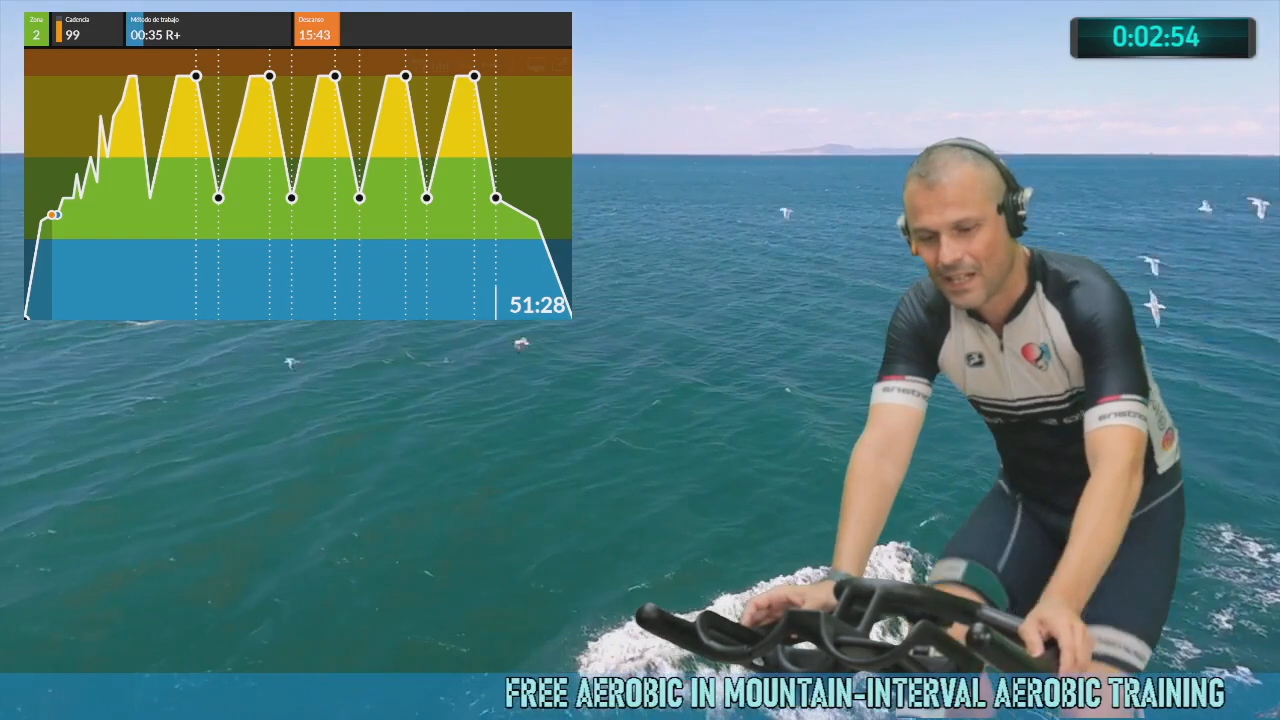 Zona
2
Cadencia
99
Método de trabajo
00:35 R+
Descanso
15:43
0:02:54
51:28
FREE AEROBIC IN MOUNTAIN-INTERVAL AEROBIC TRAINING